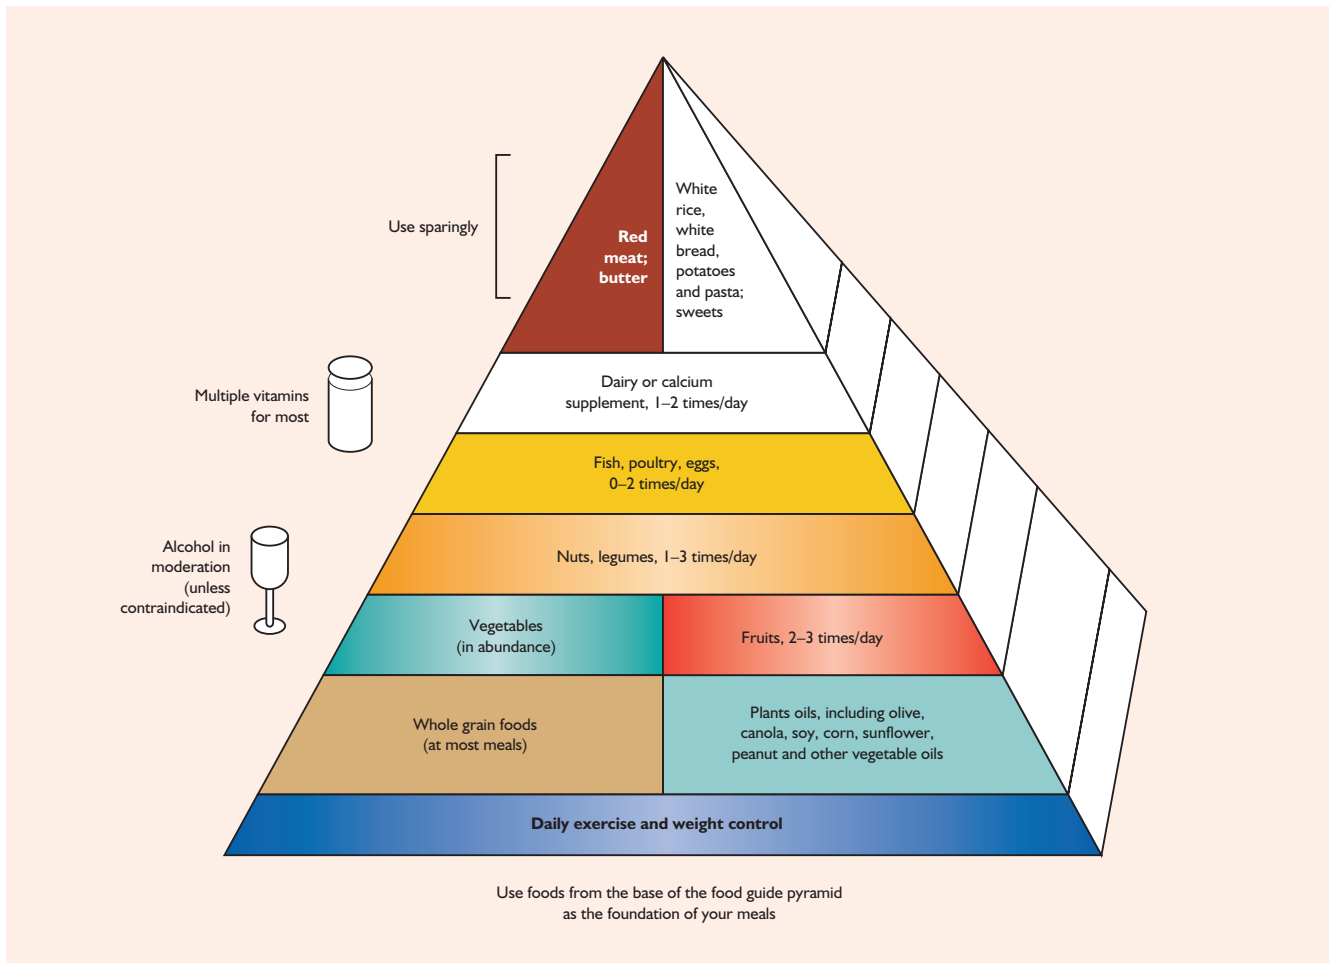 Use sparingly
Red
meat;
butter
White
rice,
white
bread,
potatoes
and pasta;
sweets
Multiple vitamins
for most
Dairy or calcium
supplement, 1–2 times/day
Fish, poultry, eggs,
0–2 times/day
Alcohol in
moderation
(unless
contraindicated)
Nuts, legumes, 1–3 times/day
Vegetables
(in abundance)
Fruits, 2–3 times/day
Whole grain foods
(at most meals)
Plants oils, including olive,
canola, soy, corn, sunflower,
peanut and other vegetable oils
Daily exercise and weight control
Use foods from the base of the food guide pyramid
as the foundation of your meals